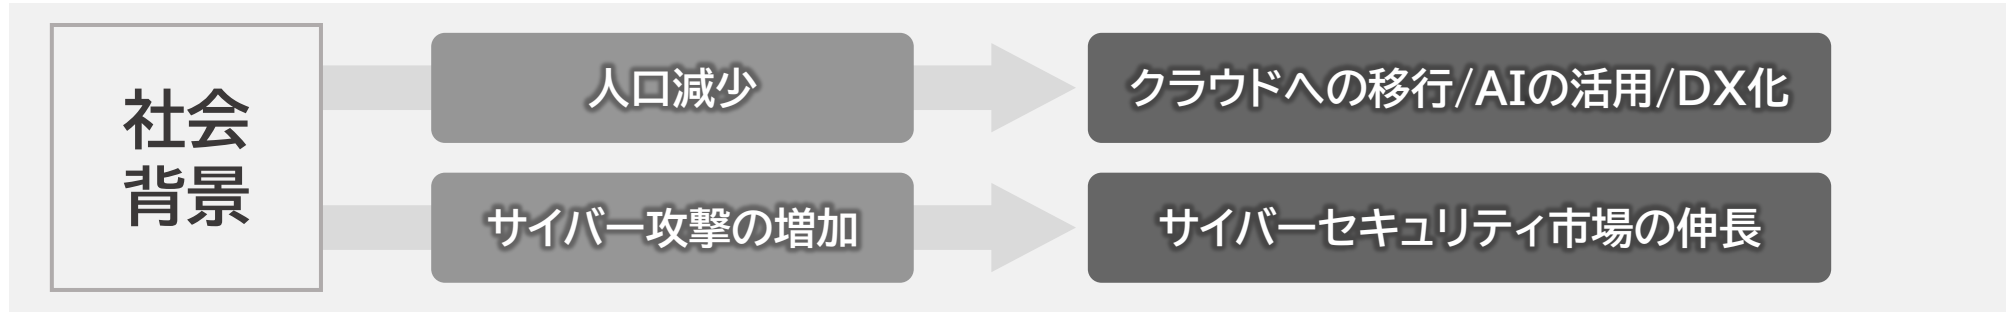 社会
背景
人口減少
クラウドへの移行/AIの活用/DX化
サイバー攻撃の増加
サイバーセキュリティ市場の伸長